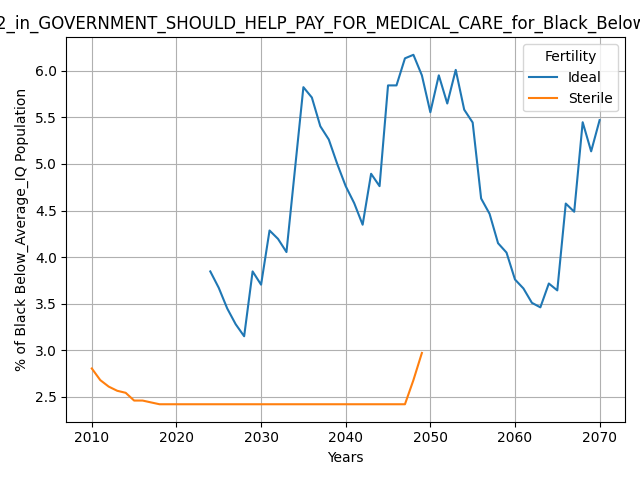 2_in_GOVERNMENT_SHOULD_HELP_PAY_FOR_MEDICAL_CARE_for_Black_Below
Fertility
Ideal
Sterile
% of Black Below_Average_IQ Population
6.0
5.5
5.0
4.5
4.0
3.5
3.0
2.5
2010 2020 2030 2040 2050 2060 2070
Years